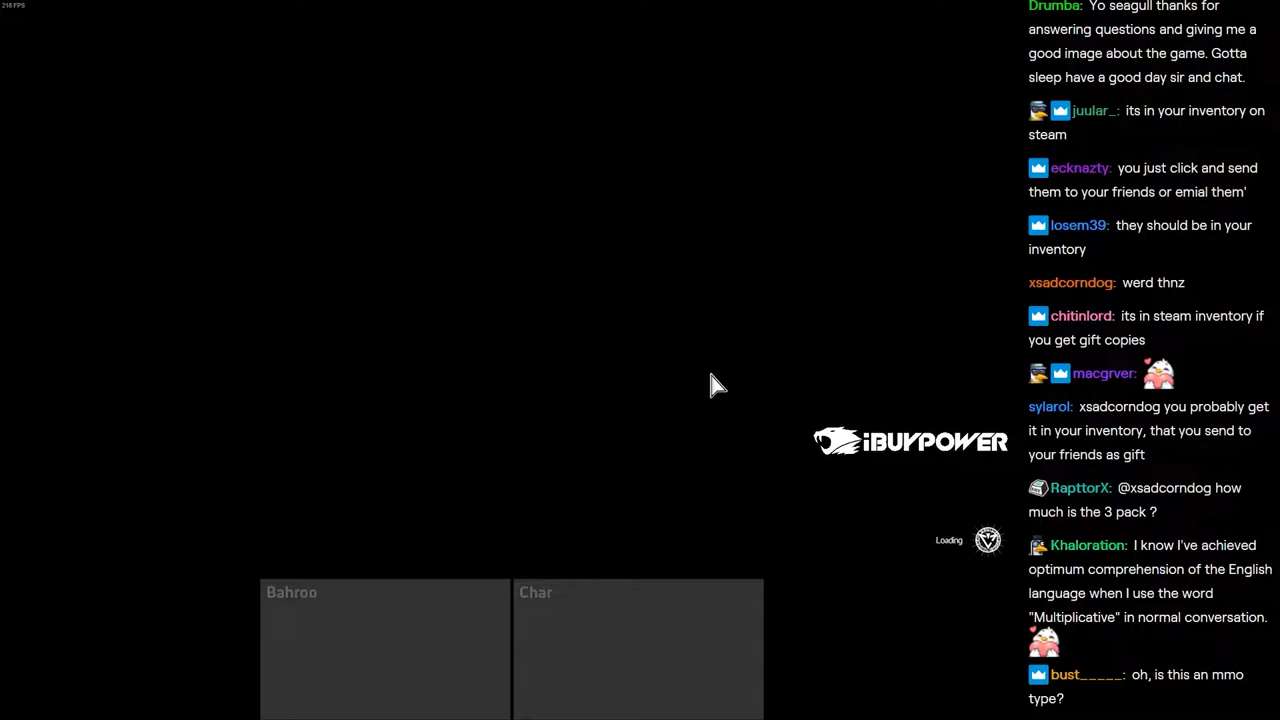 218 FPS
Drumba: Yo seagull thanks for
answering questions and giving me a
good image about the game. Gotta
sleep have a good day sir and chat.
juular_: its in your inventory on
steam
ecknazty: you just click and send
them to your friends or emial them'
losem39: they should be in your
inventory
xsadcorndog: werd thnz
chitinlord: its in steam inventory if
you get gift copies
macgrver:
sylarol: xsadcorndog you probably get
it in your inventory, that you send to
your friends as gift
iBUYPOWER
RapttorX: @xsadcorndog how
much is the 3 pack ?
Loading
Khaloration: I know I've achieved
optimum comprehension of the English
language when I use the word
"Multiplicative" in normal conversation.
Bahroo
Char
bust_____: oh, is this an mmo
type?